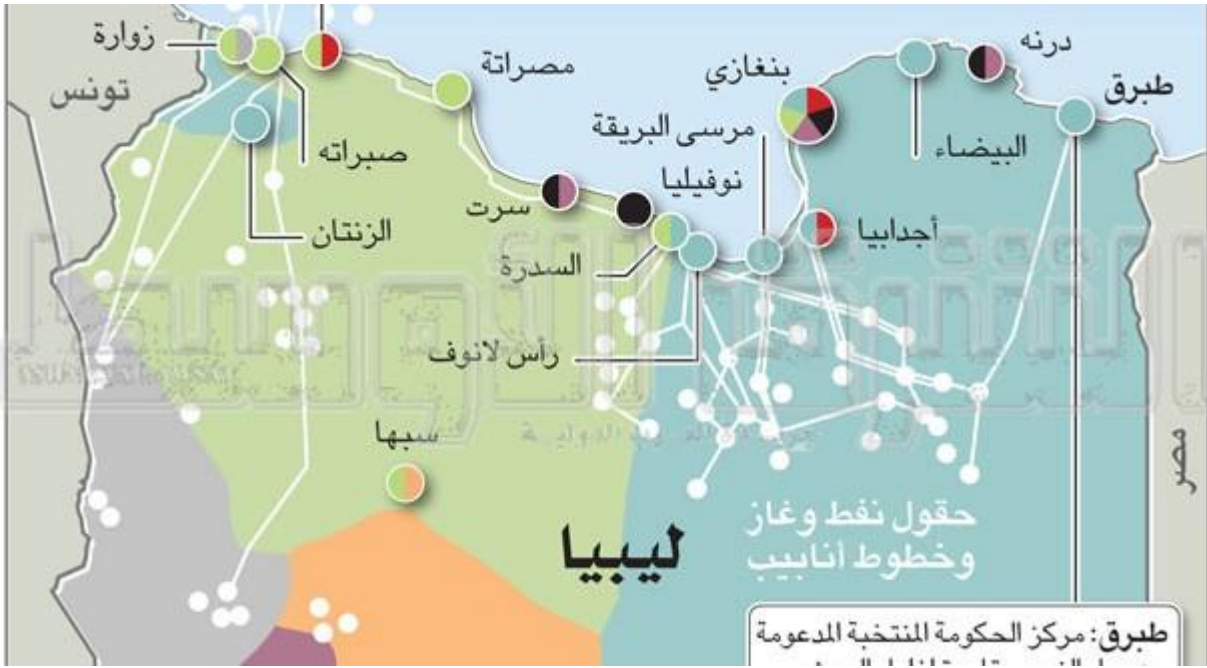 زوارة
تونس
صبراته
الزنتان
مصراتة
سرت
نوفيليا
السدرة
رأس لانوف
مرسى البريقة
بنغازي
أجدابيا
البيضاء
درنه
طبرق
مصر
سبها
ليبيا
حقول نفط وغاز
وخطوط أنابيب
طبرق: مركز الحكومة المنتخبة المدعومة